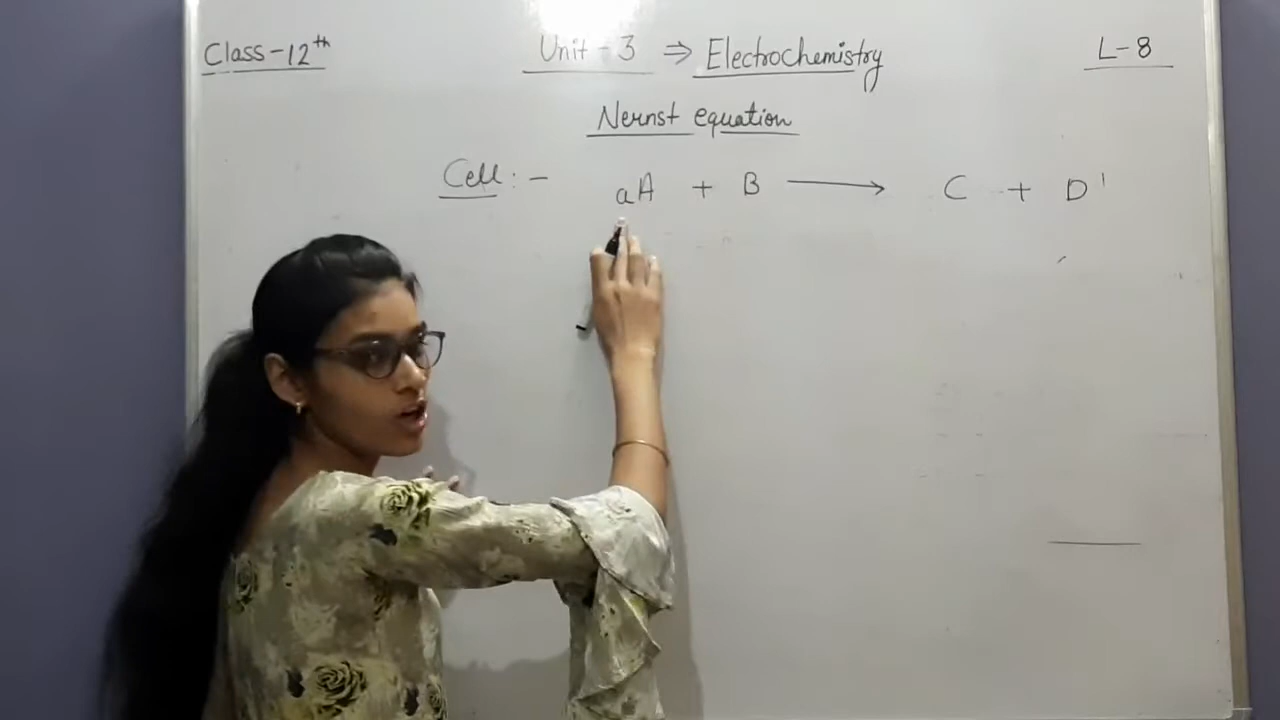 Class-12th Unit-3 ⇒ Electrochemistry L-8
Nernst equation
Cell:- aA + B ⟶ C + D